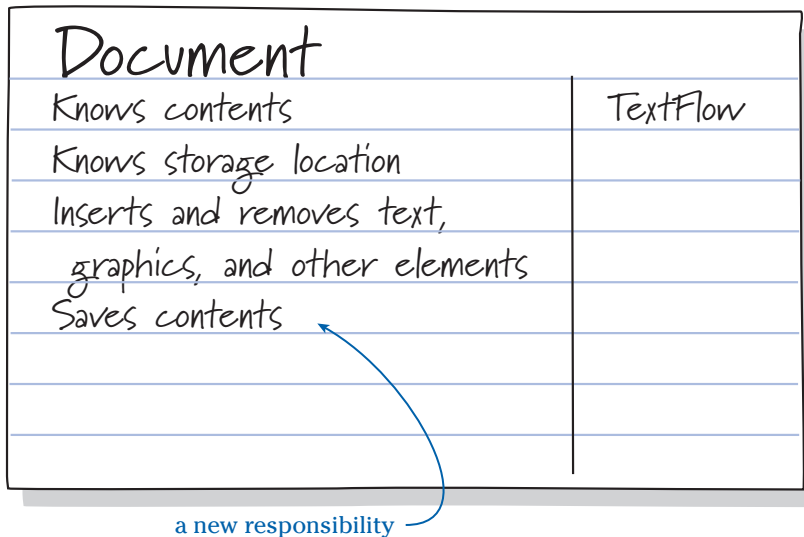 Document
Knows contents
TextFlow
Knows storage location
Inserts and removes text,
graphics, and other elements
Saves contents
a new responsibility